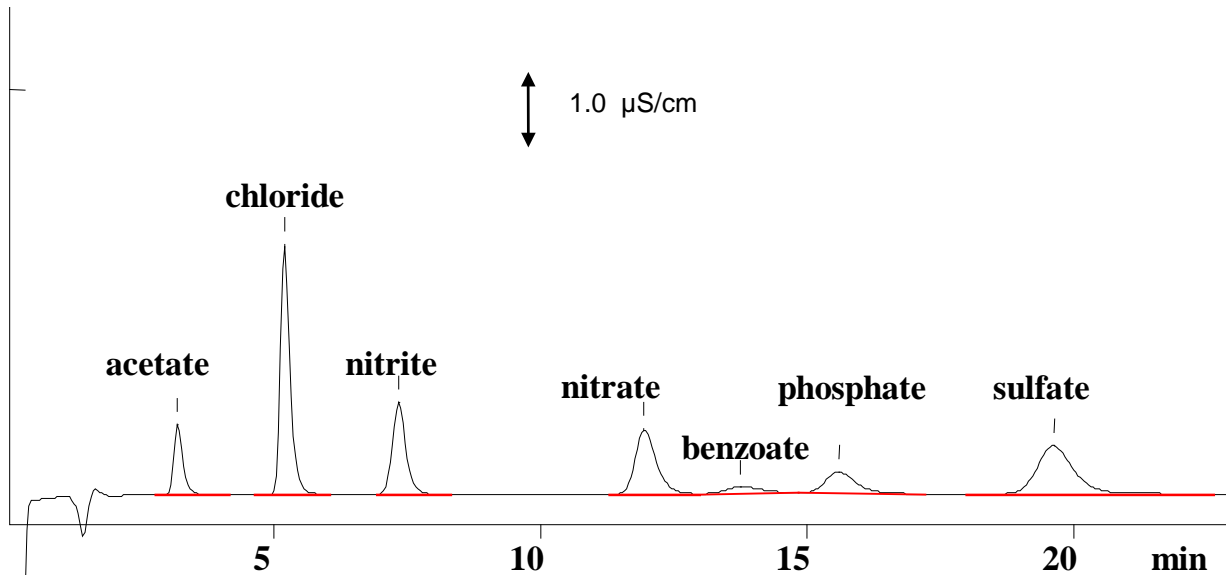 1.0 µS/cm
chloride
acetate
nitrite
nitrate
benzoate
phosphate
sulfate
5 10 15 20 min